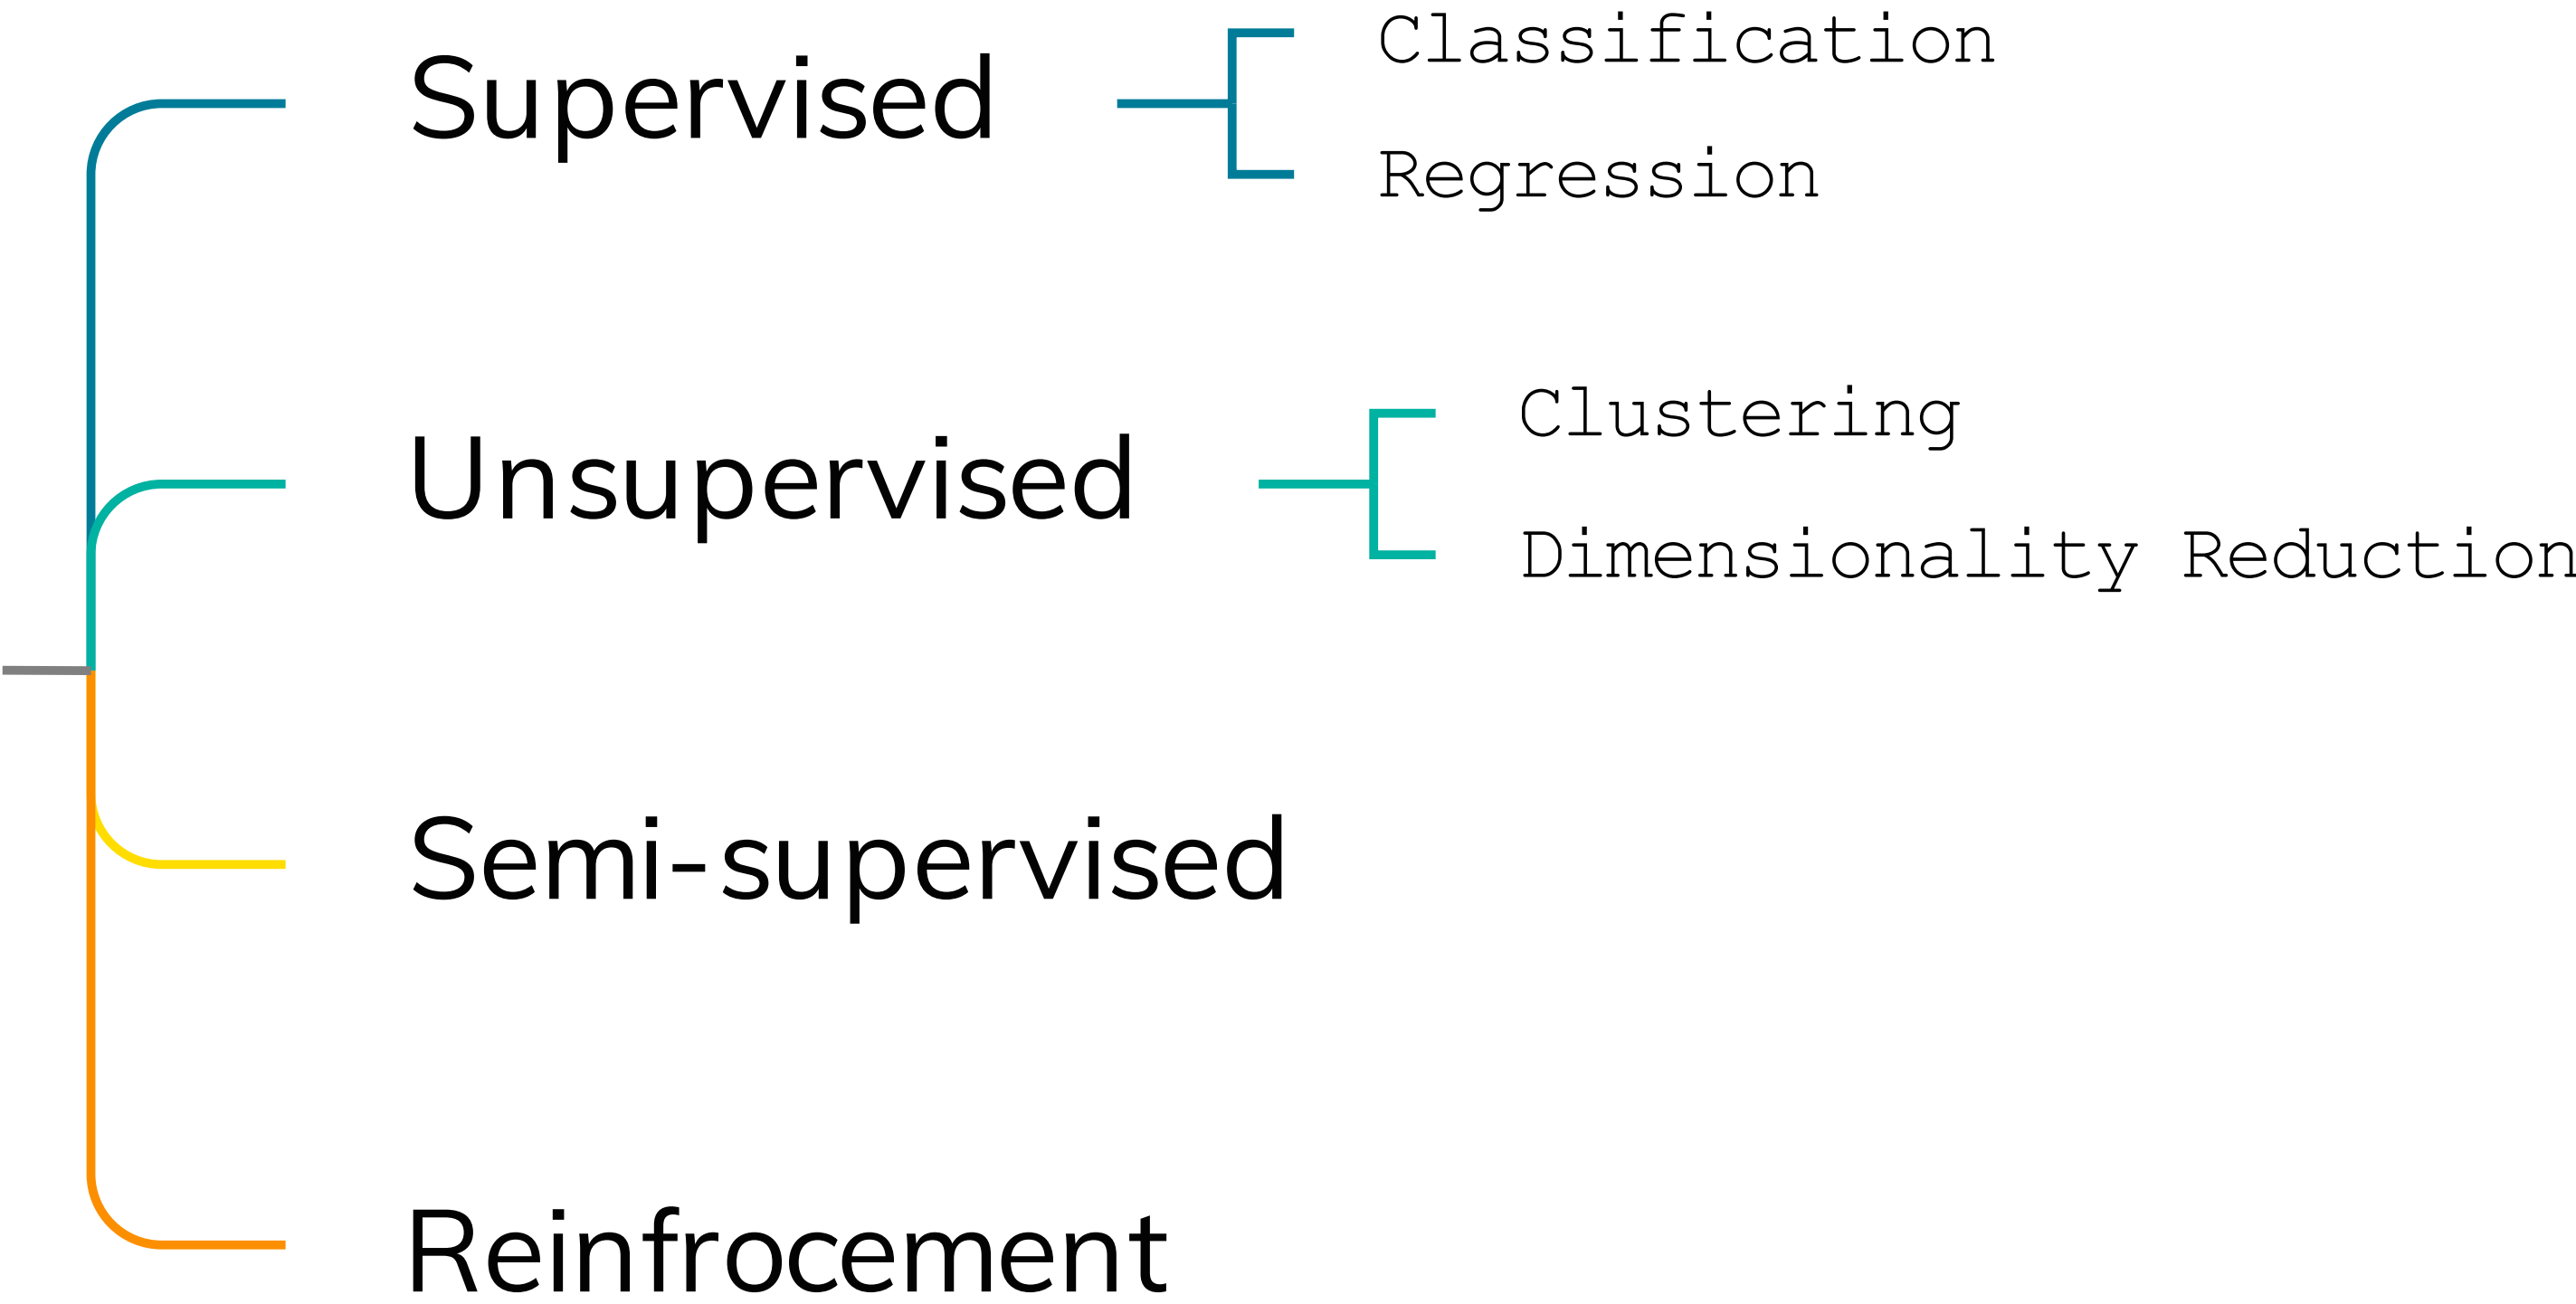 Supervised
Classification
Regression
Unsupervised
Clustering
Dimensionality Reduction
Semi-supervised
Reinfrocement